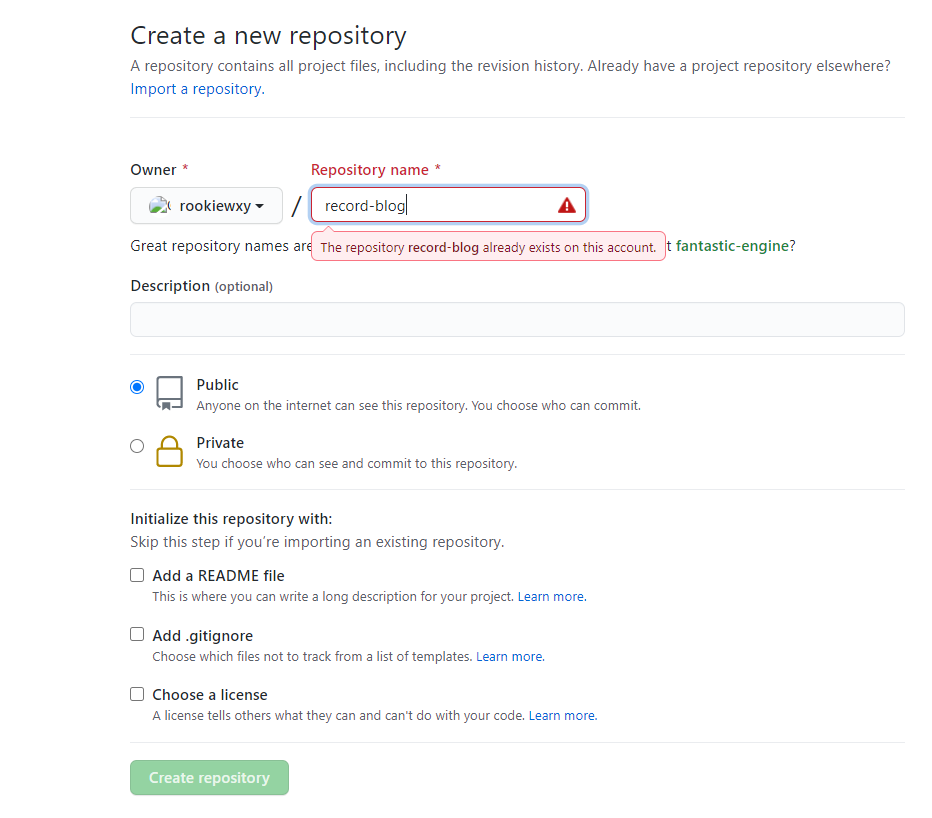 Create a new repository
A repository contains all project files, including the revision history. Already have a project repository elsewhere?
Import a repository.
Owner * Repository name *
rookiewxy / record-blog
Great repository names are t fantastic-engine?
The repository record-blog already exists on this account.
Description (optional)
Public
Anyone on the internet can see this repository. You choose who can commit.
Private
You choose who can see and commit to this repository.
Initialize this repository with:
Skip this step if you’re importing an existing repository.
Add a README file
This is where you can write a long description for your project. Learn more.
Add .gitignore
Choose which files not to track from a list of templates. Learn more.
Choose a license
A license tells others what they can and can't do with your code. Learn more.
Create repository